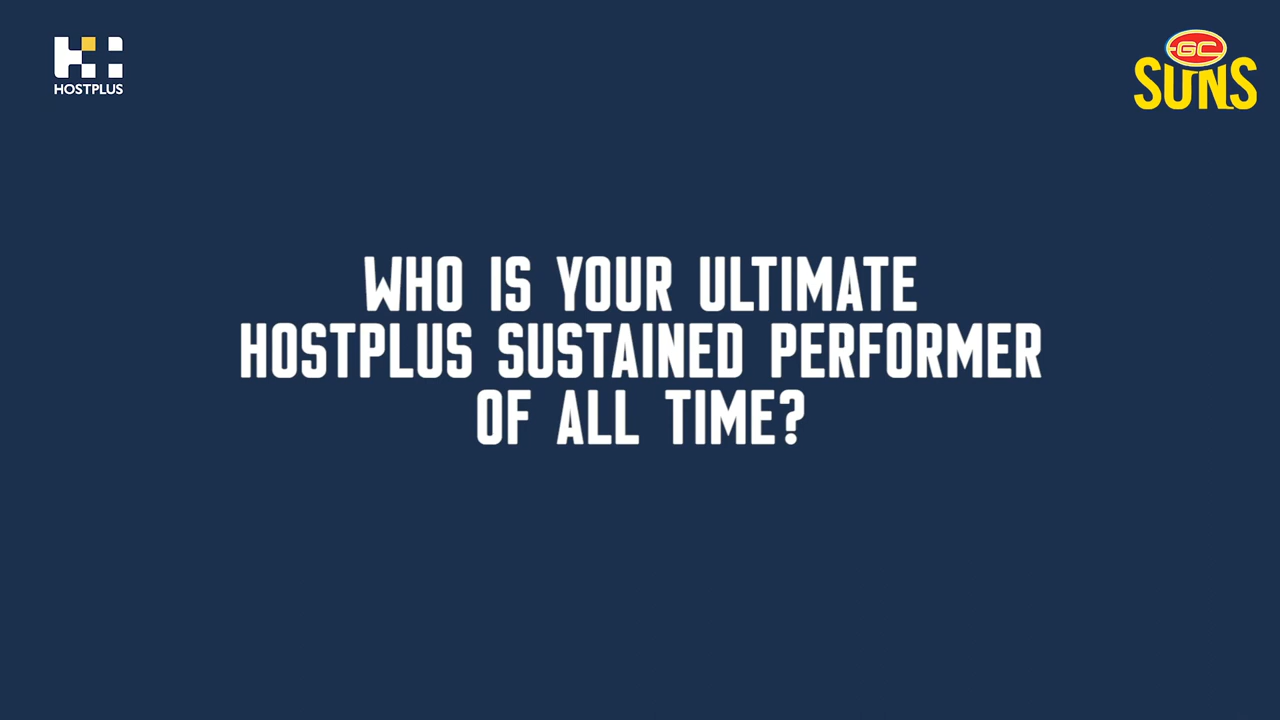 HOSTPLUS
GC
SUNS
WHO IS YOUR ULTIMATE
HOSTPLUS SUSTAINED PERFORMER
OF ALL TIME?